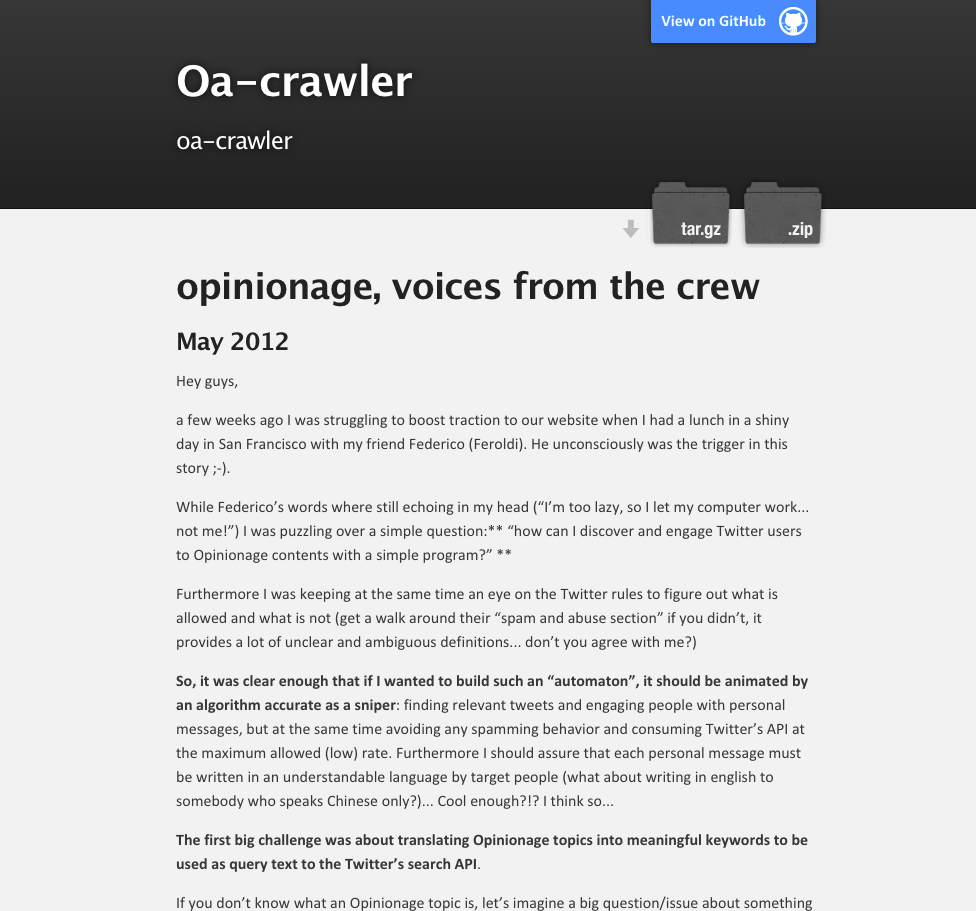 View on GitHub
Oa-crawler
oa-crawler
tar.gz
.zip
opinionage, voices from the crew
May 2012
Hey guys,
a few weeks ago I was struggling to boost traction to our website when I had a lunch in a shiny
day in San Francisco with my friend Federico (Feroldi). He unconsciously was the trigger in this
story ;-).
While Federico’s words where still echoing in my head (“I’m too lazy, so I let my computer work...
not me!”) I was puzzling over a simple question:** “how can I discover and engage Twitter users
to Opinionage contents with a simple program?” **
Furthermore I was keeping at the same time an eye on the Twitter rules to figure out what is
allowed and what is not (get a walk around their “spam and abuse section” if you didn’t, it
provides a lot of unclear and ambiguous definitions... don’t you agree with me?)
So, it was clear enough that if I wanted to build such an “automaton”, it should be animated by
an algorithm accurate as a sniper: finding relevant tweets and engaging people with personal
messages, but at the same time avoiding any spamming behavior and consuming Twitter’s API at
the maximum allowed (low) rate. Furthermore I should assure that each personal message must
be written in an understandable language by target people (what about writing in english to
somebody who speaks Chinese only?)... Cool enough?!? I think so...
The first big challenge was about translating Opinionage topics into meaningful keywords to be
used as query text to the Twitter’s search API.
If you don’t know what an Opinionage topic is, let’s imagine a big question/issue about something